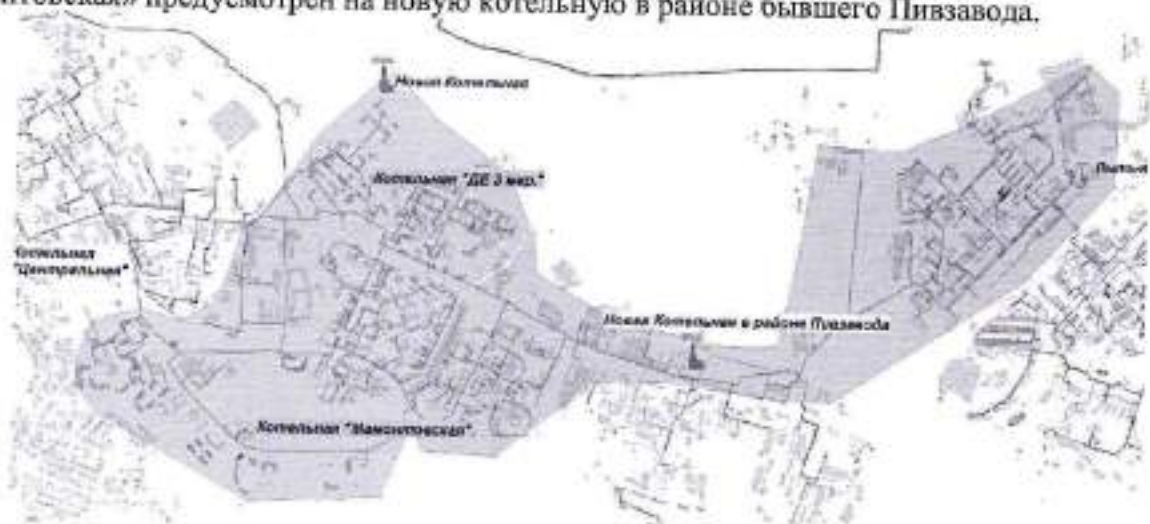 предусмотрен на новую котельную в районе бывшего Пивзавода.
Новая Котельная
Котельная "ДЕ 3 мкр."
Котельная
"Центральная"
Новая Котельная в районе Пивзавода
Котельная "Мамонтовская"